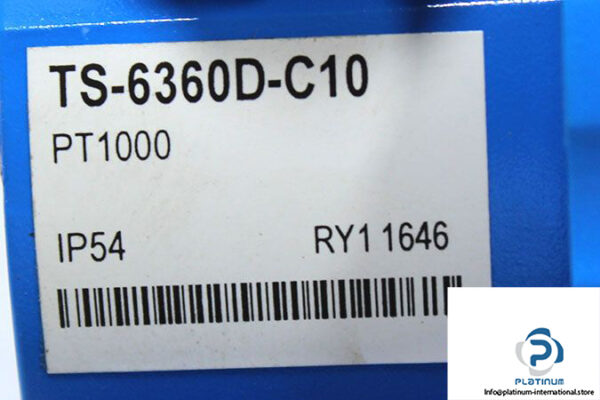 TS-6360D-C10
PT1000
IP54 RY1 1646
PLATINUM
Info@platinum-international.store